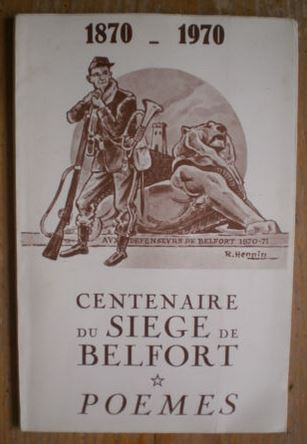 1870 - 1970
AUX DEFENSEURS DE BELFORT 1870-71
R. Hennin
CENTENAIRE
DU SIEGE DE
BELFORT
POEMES